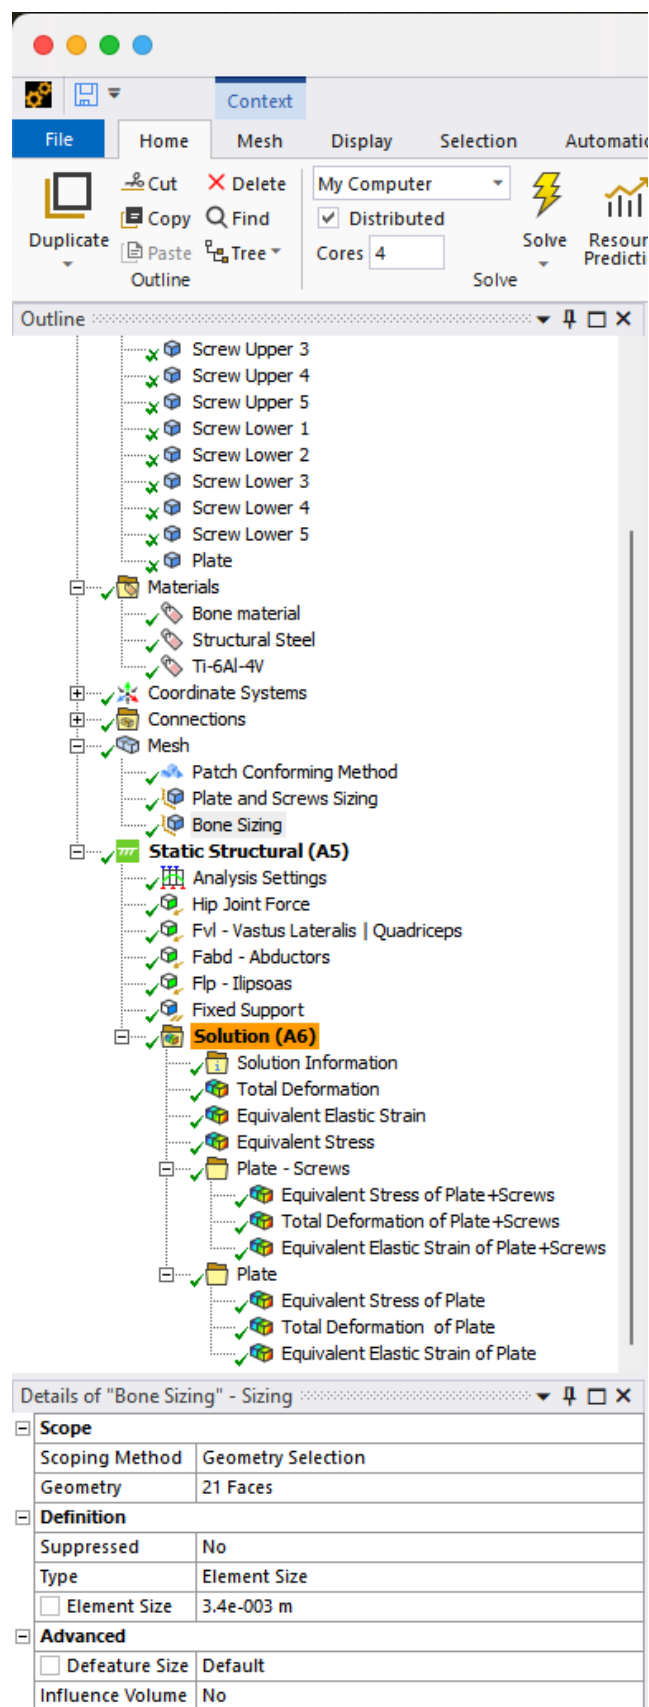 Context
File Home Mesh Display Selection Automatic
Cut Delete My Computer
Copy Find Distributed Solve Resour
Duplicate Paste Tree Cores 4 Predicti
Outline Solve
Outline
Screw Upper 3
Screw Upper 4
Screw Upper 5
Screw Lower 1
Screw Lower 2
Screw Lower 3
Screw Lower 4
Screw Lower 5
Plate
Materials
Bone material
Structural Steel
Ti-6Al-4V
Coordinate Systems
Connections
Mesh
Patch Conforming Method
Plate and Screws Sizing
Bone Sizing
Static Structural (A5)
Analysis Settings
Hip Joint Force
Fvl - Vastus Lateralis | Quadriceps
Fabd - Abductors
FIp - Ilipsoas
Fixed Support
Solution (A6)
Solution Information
Total Deformation
Equivalent Elastic Strain
Equivalent Stress
Plate - Screws
Equivalent Stress of Plate+Screws
Total Deformation of Plate+Screws
Equivalent Elastic Strain of Plate+Screws
Plate
Equivalent Stress of Plate
Total Deformation of Plate
Equivalent Elastic Strain of Plate
Details of "Bone Sizing" - Sizing
Scope
Scoping Method Geometry Selection
Geometry 21 Faces
Definition
Suppressed No
Type Element Size
Element Size 3.4e-003 m
Advanced
Defeature Size Default
Influence Volume No